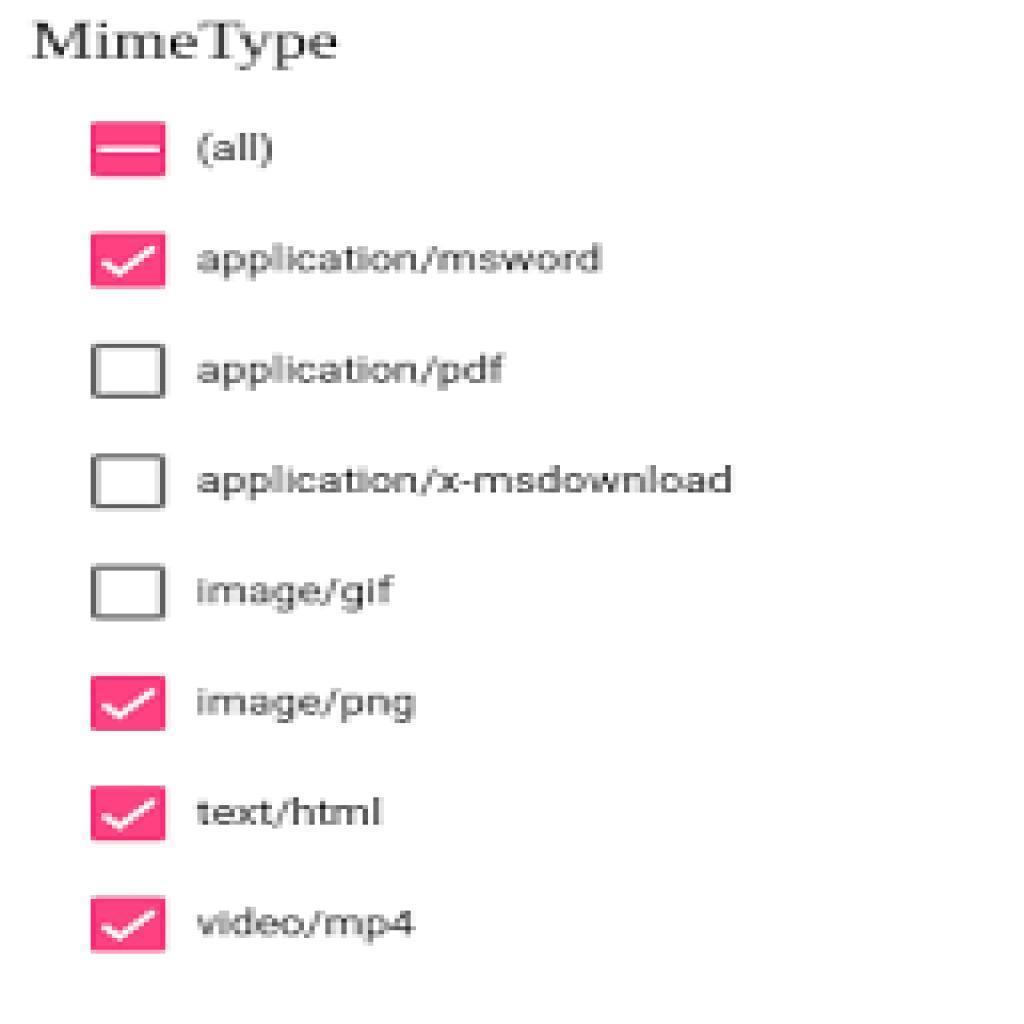 MimeType
(all)
application/msword
application/pdf
application/x-msdownload
image/gif
image/png
text/html
video/mp4